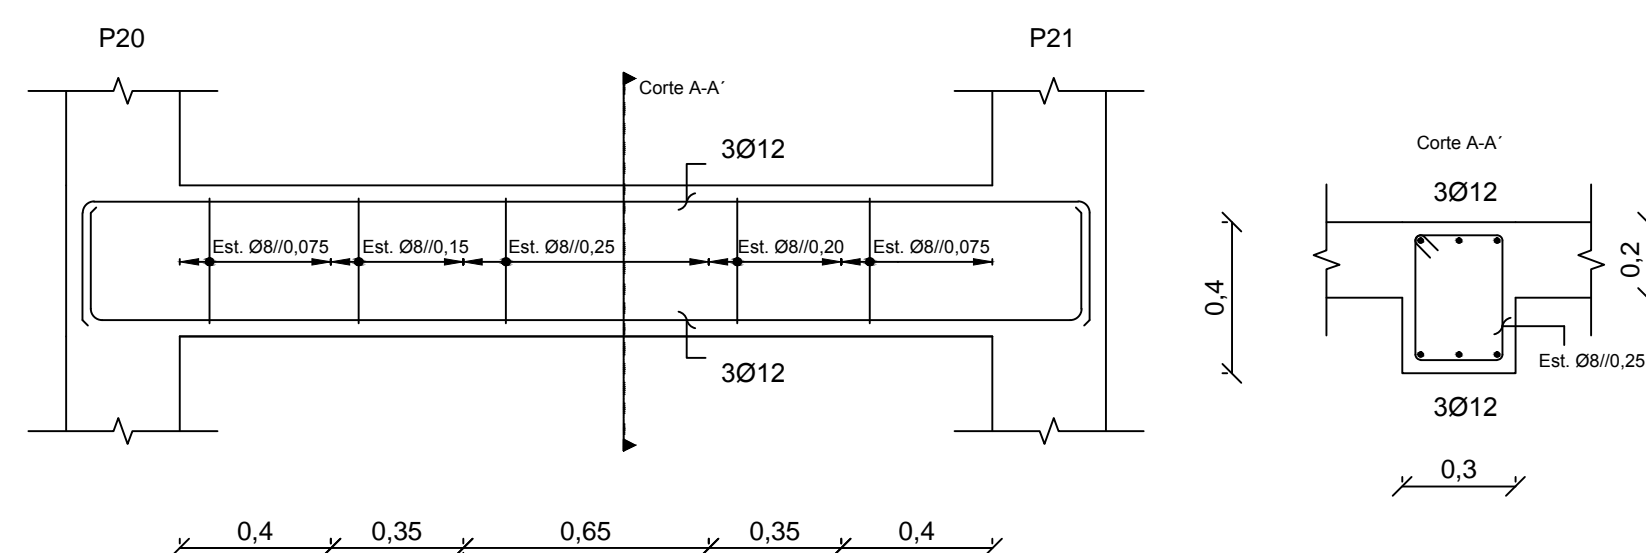 P20
P21
Corte A-A´
3Ø12
Est. Ø8//0,075
Est. Ø8//0,15
Est. Ø8//0,25
Est. Ø8//0,20
Est. Ø8//0,075
3Ø12
0,4
0,35
0,65
0,35
0,4
Corte A-A´
3Ø12
0,4
0,2
Est. Ø8//0,25
3Ø12
0,3